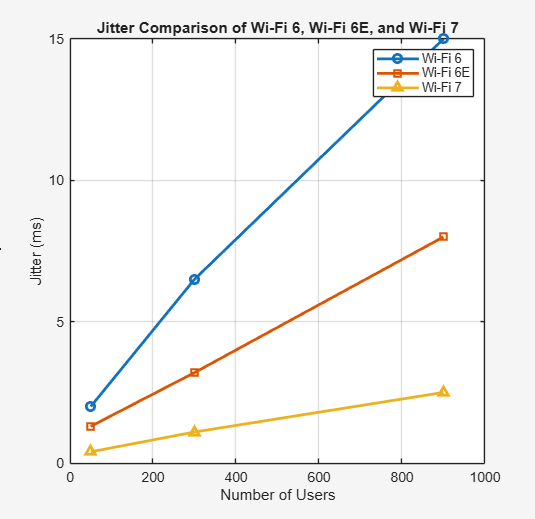 Jitter Comparison of Wi-Fi 6, Wi-Fi 6E, and Wi-Fi 7
Wi-Fi 6
Wi-Fi 6E
Wi-Fi 7
Jitter (ms)
15
10
5
0
0 200 400 600 800 1000
Number of Users